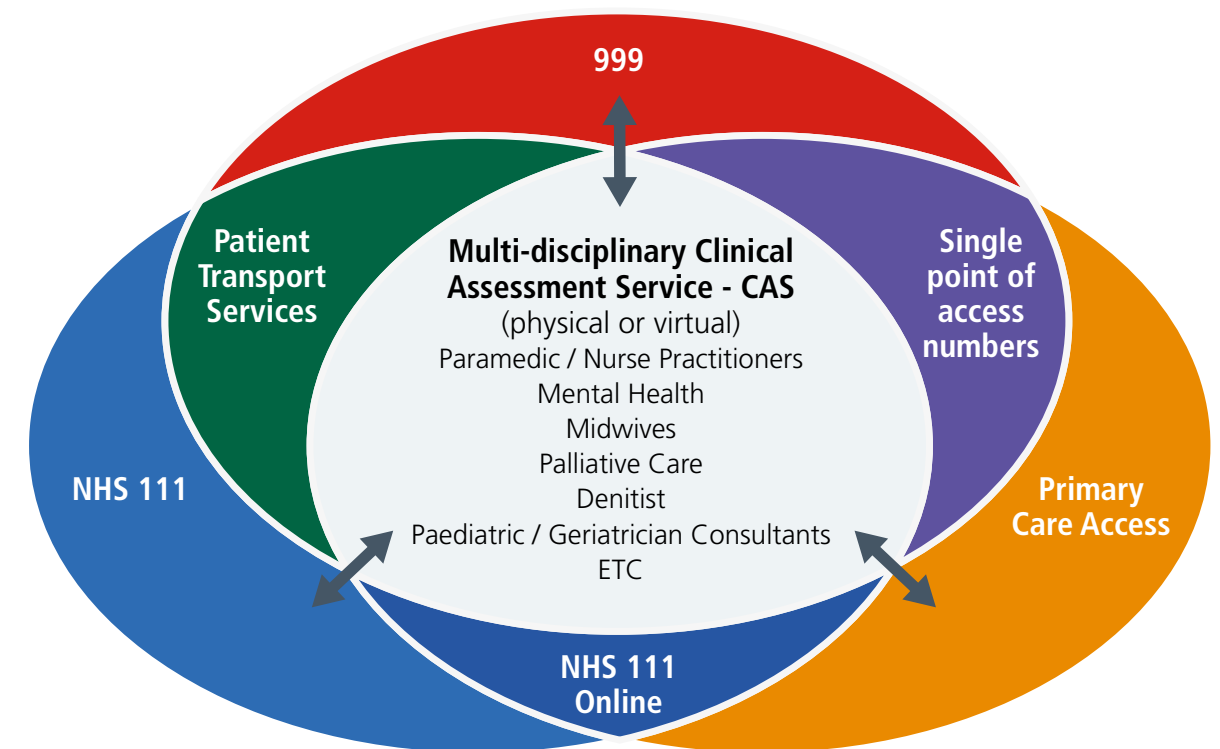 999
Patient
Transport
Services
Multi-disciplinary Clinical
Assessment Service - CAS
(physical or virtual)
Paramedic / Nurse Practitioners
Mental Health
Midwives
Palliative Care
Denitist
Paediatric / Geriatrician Consultants
ETC
Single
point of
access
numbers
NHS 111
Primary
Care Access
NHS 111
Online